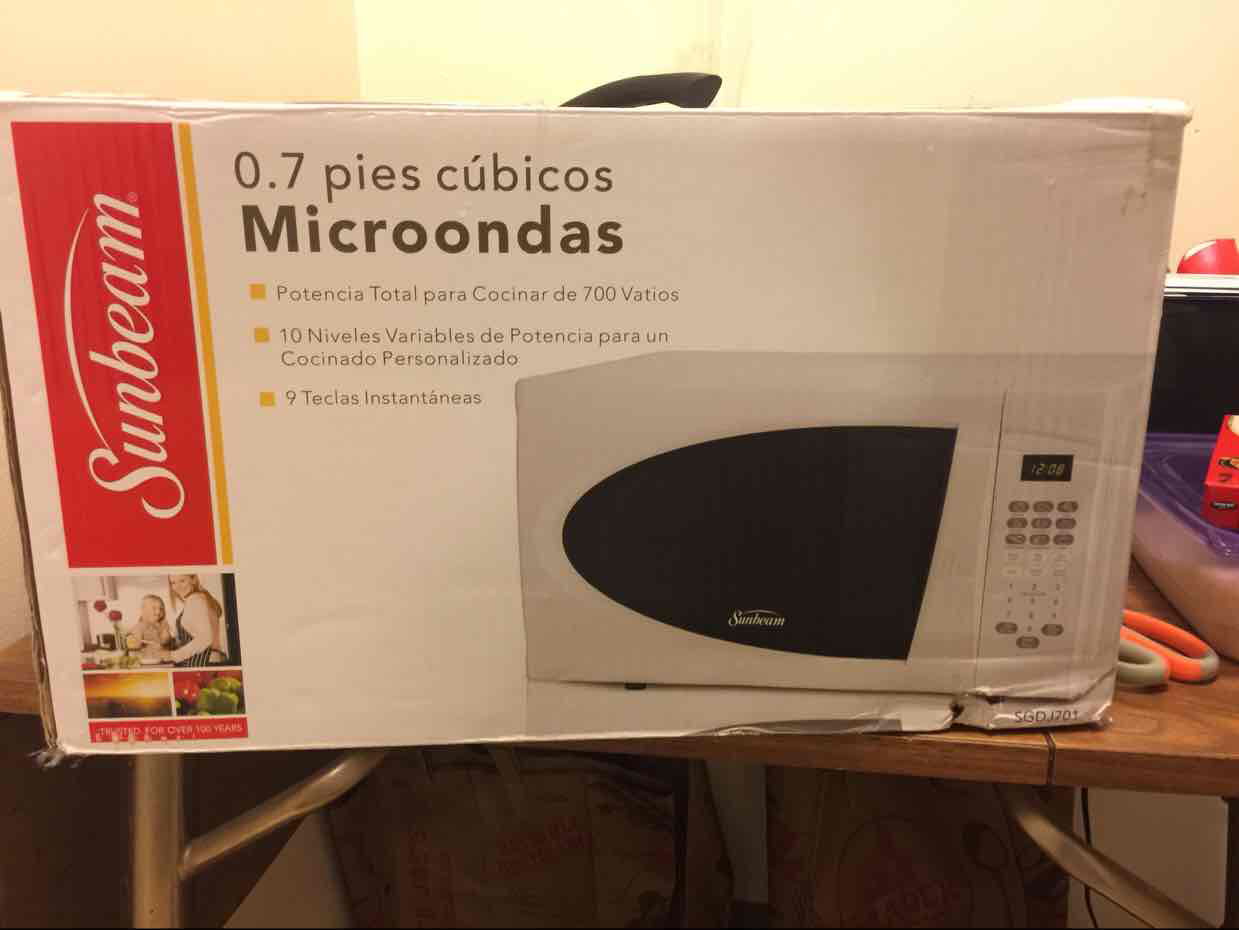 Sunbeam
0.7 pies cúbicos
Microondas
Potencia Total para Cocinar de 700 Vatios
10 Niveles Variables de Potencia para un
Cocinado Personalizado
9 Teclas Instantáneas
12:08
Sunbeam
TRUSTED FOR OVER 100 YEARS
SGDJ701